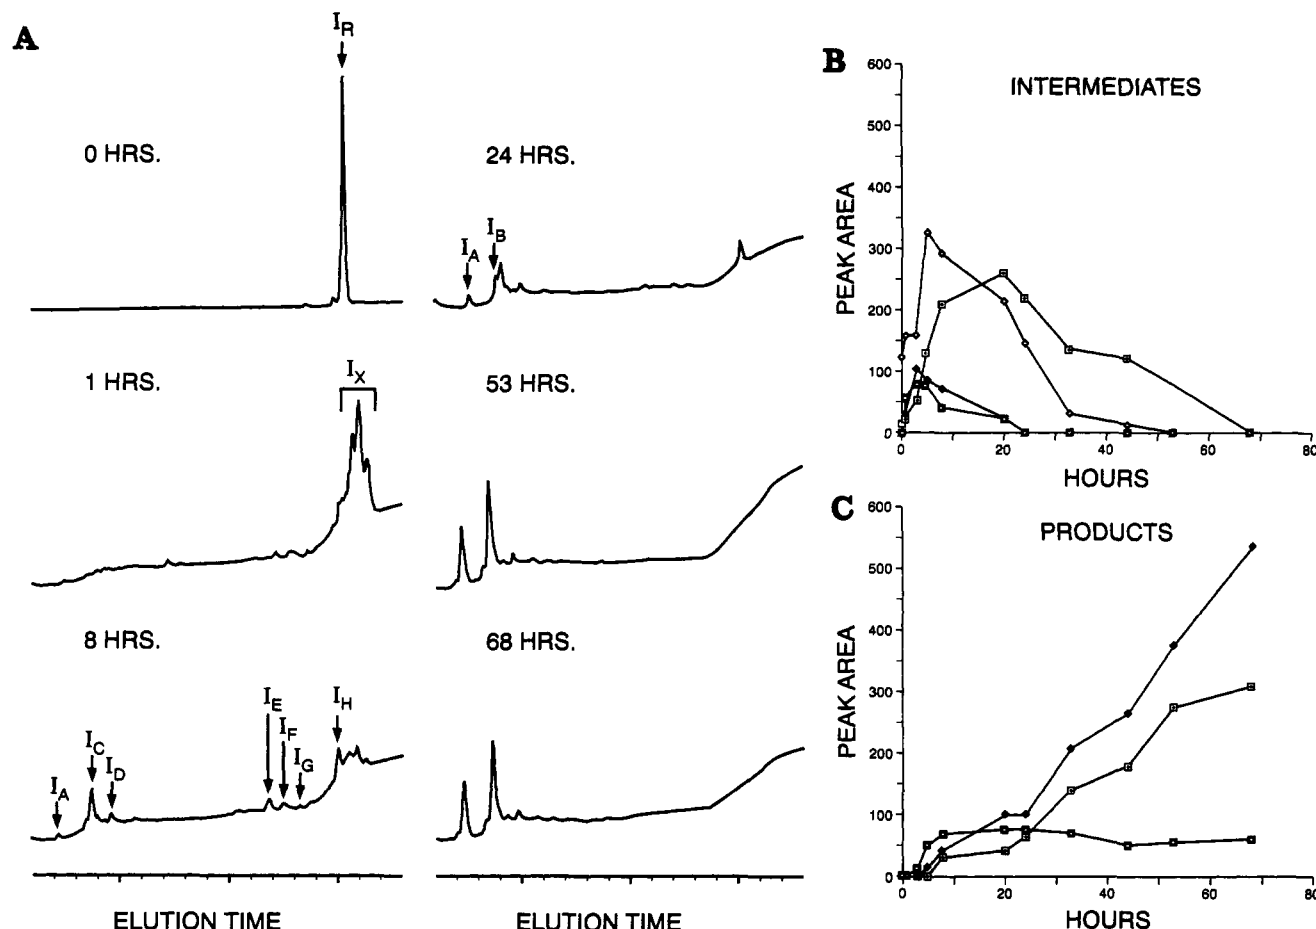 A
I_R
0 HRS.
24 HRS.
I_A
I_B
1 HRS.
I_X
53 HRS.
8 HRS.
I_A
I_C
I_D
I_E
I_F
I_G
I_H
68 HRS.
ELUTION TIME
ELUTION TIME
B
INTERMEDIATES
PEAK AREA
600
500
400
300
200
100
0
0
20
40
60
80
HOURS
C
PRODUCTS
PEAK AREA
600
500
400
300
200
100
0
0
20
40
60
80
HOURS